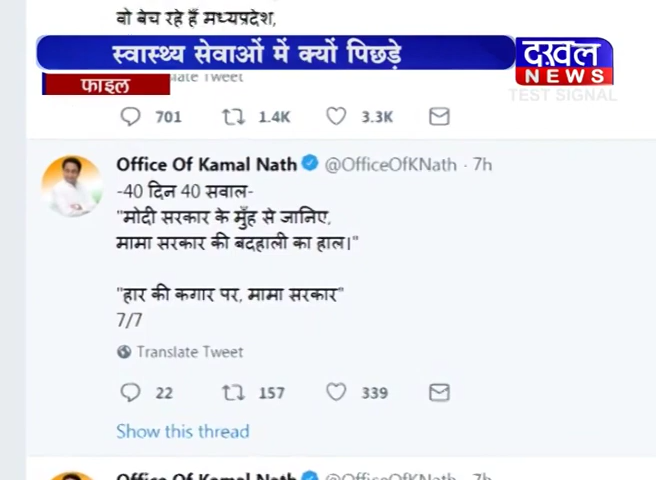 वो बेच रहे हैं मध्यप्रदेश,
स्वास्थ्य सेवाओं में क्यों पिछड़े
दख़ल
NEWS
TEST SIGNAL
फाइल
Tweet
701 1.4K 3.3K
Office Of Kamal Nath @OfficeOfKNath · 7h
-40 दिन 40 सवाल-
"मोदी सरकार के मुँह से जानिए,
मामा सरकार की बदहाली का हाल।"
"हार की कगार पर, मामा सरकार"
7/7
Translate Tweet
22 157 339
Show this thread
Office Of Kamal Nath @OfficeOfKNath · 7h